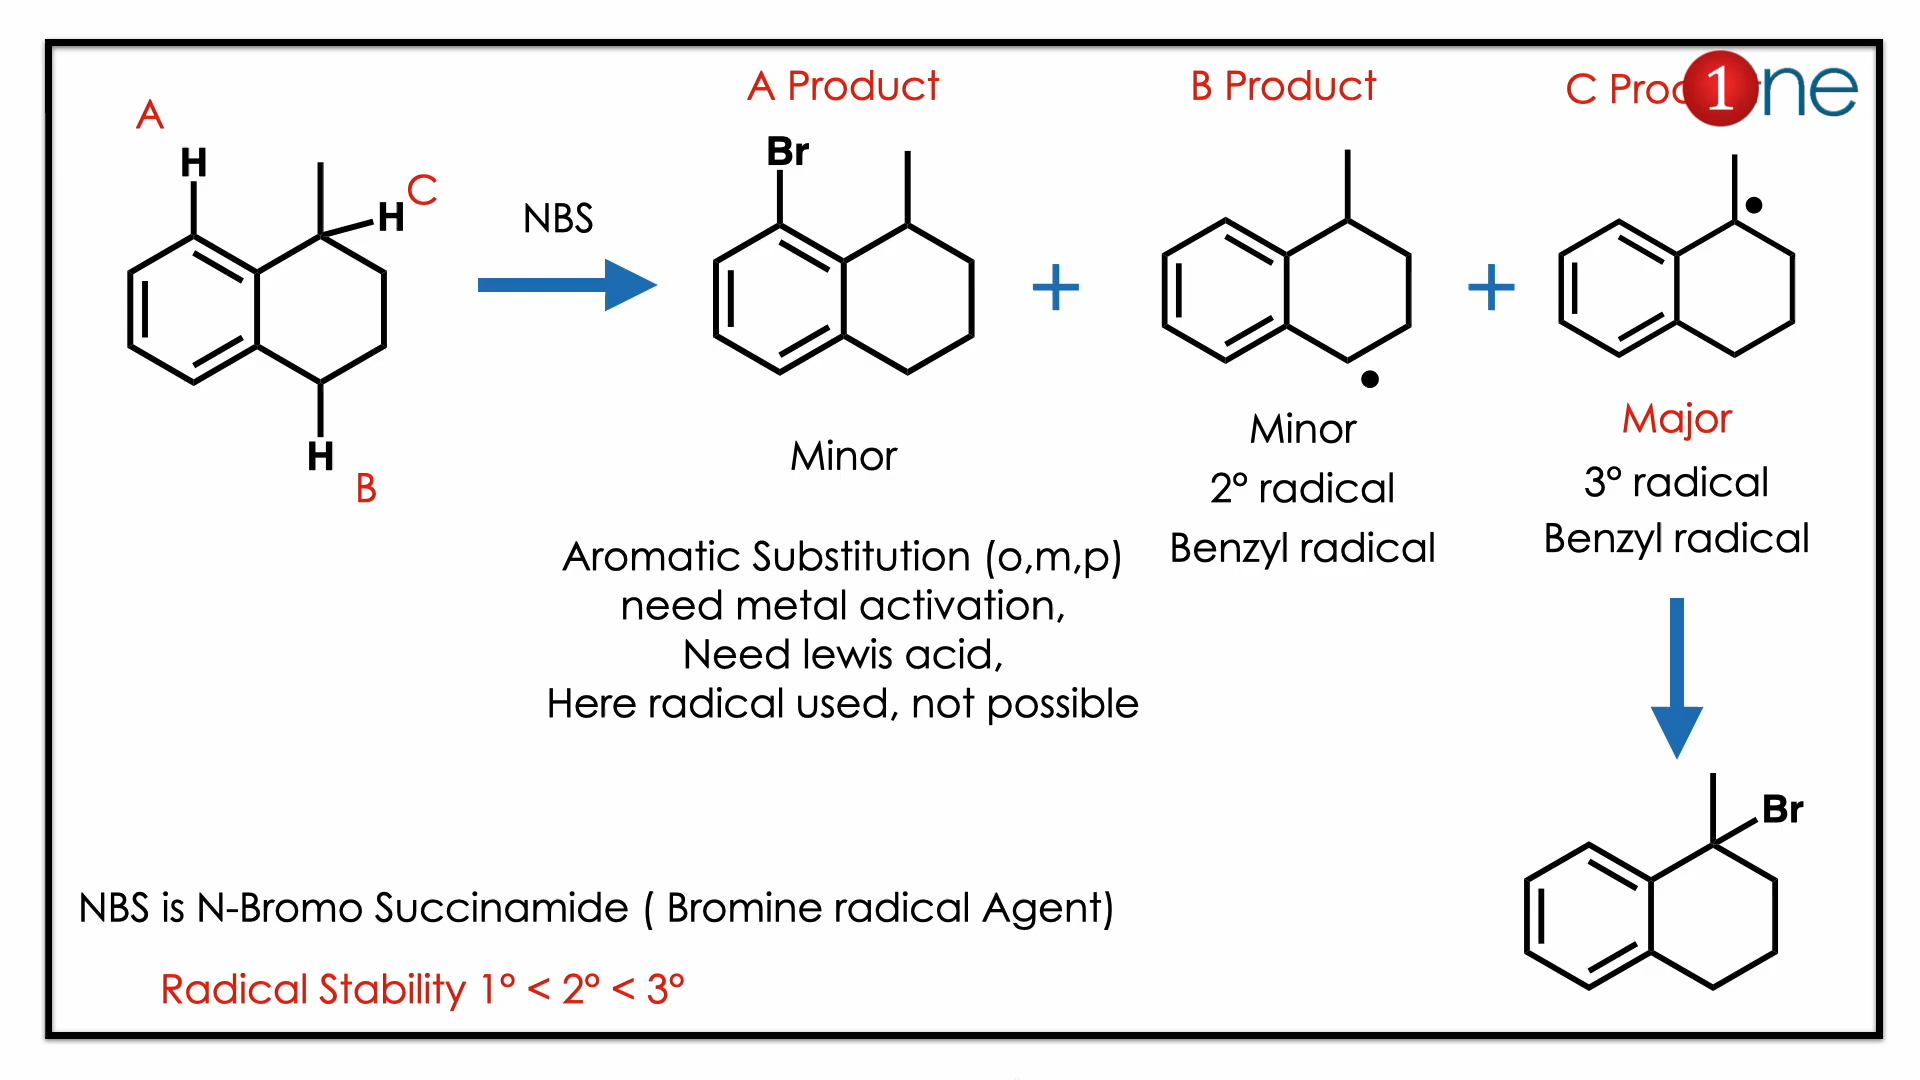 A Product
B Product
C Pro
1ne
A
H
C
H
NBS
Br
H
B
Minor
Aromatic Substitution (o,m,p)
need metal activation,
Need lewis acid,
Here radical used, not possible
Minor
2° radical
Benzyl radical
Major
3° radical
Benzyl radical
Br
NBS is N-Bromo Succinamide ( Bromine radical Agent)
Radical Stability 1° < 2° < 3°